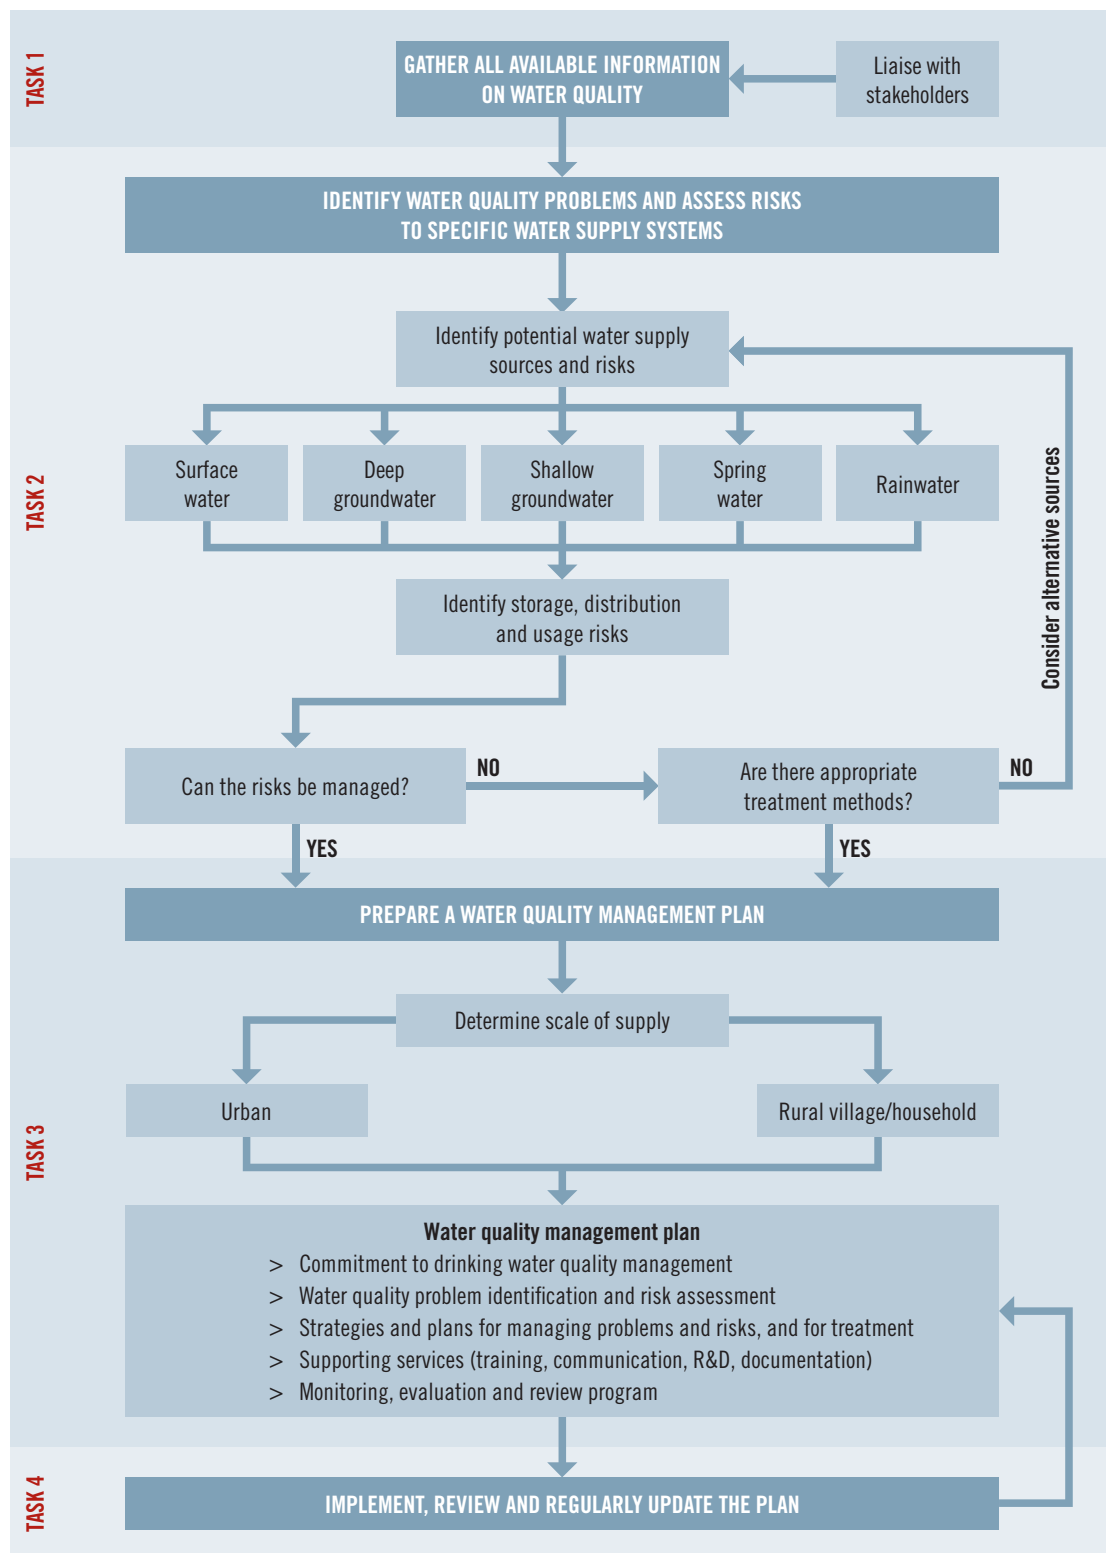 TASK 1
GATHER ALL AVAILABLE INFORMATION
ON WATER QUALITY
Liaise with
stakeholders
TASK 2
IDENTIFY WATER QUALITY PROBLEMS AND ASSESS RISKS
TO SPECIFIC WATER SUPPLY SYSTEMS
Identify potential water supply
sources and risks
Surface
water
Deep
groundwater
Shallow
groundwater
Spring
water
Rainwater
Consider alternative sources
Identify storage, distribution
and usage risks
Can the risks be managed?
NO
Are there appropriate
treatment methods?
NO
YES
YES
TASK 3
PREPARE A WATER QUALITY MANAGEMENT PLAN
Determine scale of supply
Urban
Rural village/household
Water quality management plan
> Commitment to drinking water quality management
> Water quality problem identification and risk assessment
> Strategies and plans for managing problems and risks, and for treatment
> Supporting services (training, communication, R&D, documentation)
> Monitoring, evaluation and review program
TASK 4
IMPLEMENT, REVIEW AND REGULARLY UPDATE THE PLAN